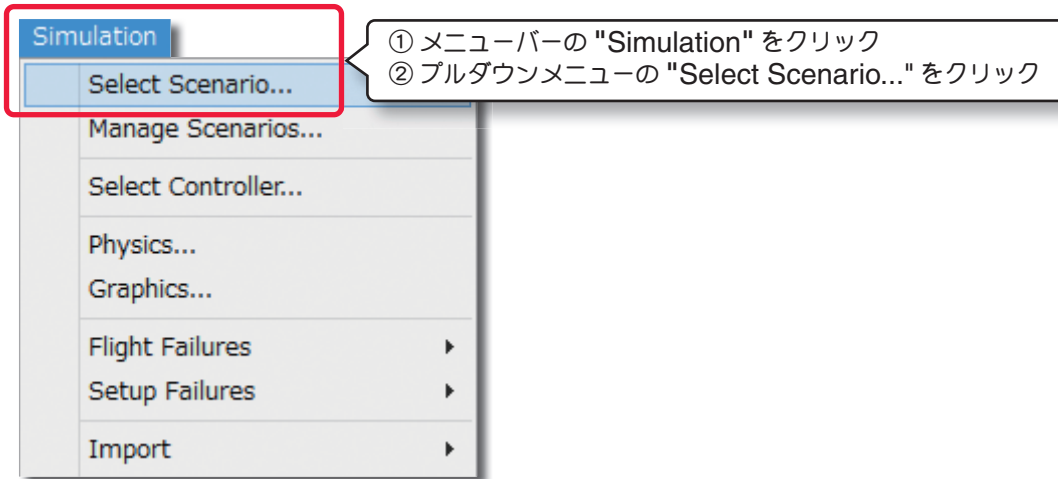 Simulation
① メニューバーの "Simulation" をクリック
② プルダウンメニューの "Select Scenario..." をクリック
Select Scenario...
Manage Scenarios...
Select Controller...
Physics...
Graphics...
Flight Failures
Setup Failures
Import